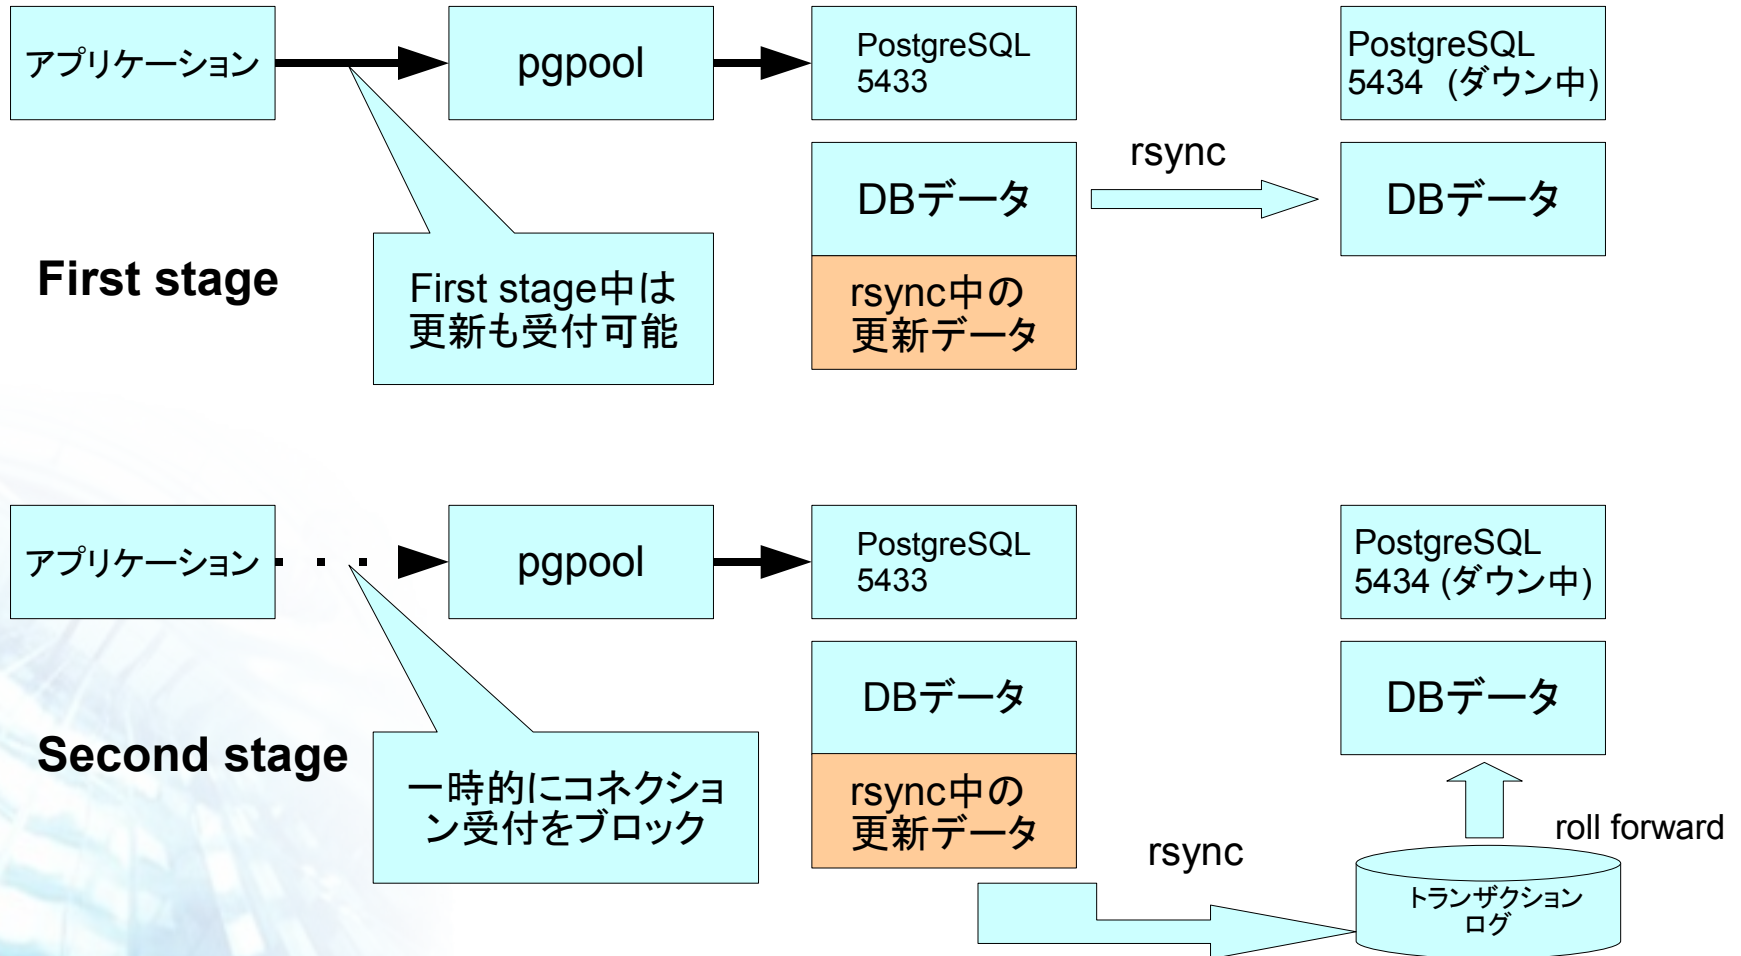 アプリケーション
pgpool
PostgreSQL
5433
PostgreSQL
5434 (ダウン中)
DBデータ
rsync
DBデータ
First stage
First stage中は
更新も受付可能
rsync中の
更新データ
アプリケーション
pgpool
PostgreSQL
5433
PostgreSQL
5434 (ダウン中)
DBデータ
DBデータ
Second stage
一時的にコネクショ
ン受付をブロック
rsync中の
更新データ
rsync
roll forward
トランザクション
ログ